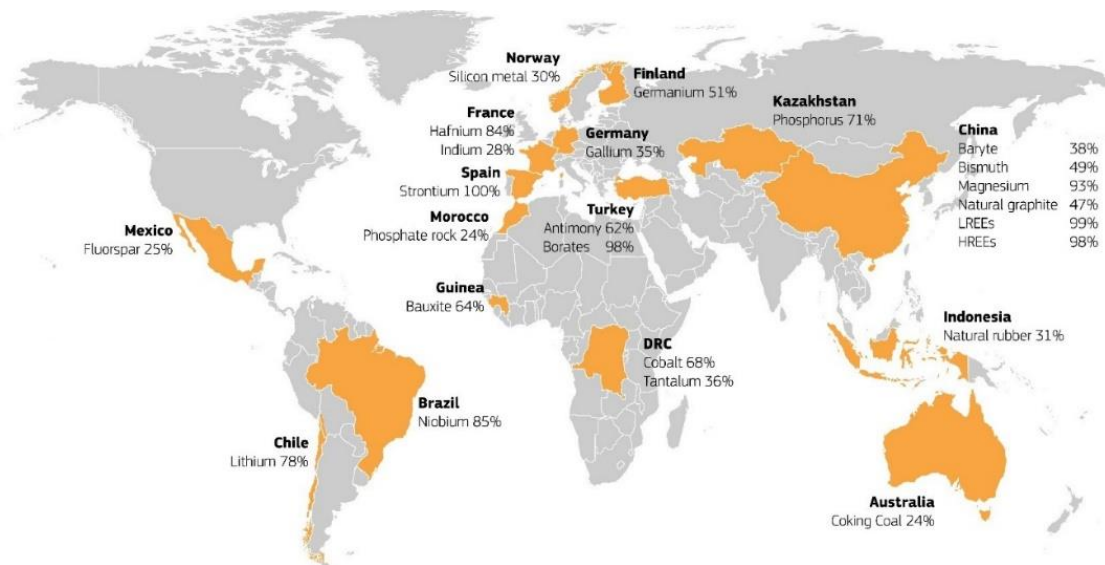 Norway
Silicon metal 30%
Finland
Germanium 51%
France
Hafnium 84%
Indium 28%
Germany
Gallium 35%
Spain
Strontium 100%
Kazakhstan
Phosphorus 71%
China
Baryte 38%
Bismuth 49%
Magnesium 93%
Natural graphite 47%
LREEs 99%
HREEs 98%
Morocco
Phosphate rock 24%
Turkey
Antimony 62%
Borates 98%
Mexico
Fluorspar 25%
Guinea
Bauxite 64%
DRC
Cobalt 68%
Tantalum 36%
Indonesia
Natural rubber 31%
Brazil
Niobium 85%
Chile
Lithium 78%
Australia
Coking Coal 24%